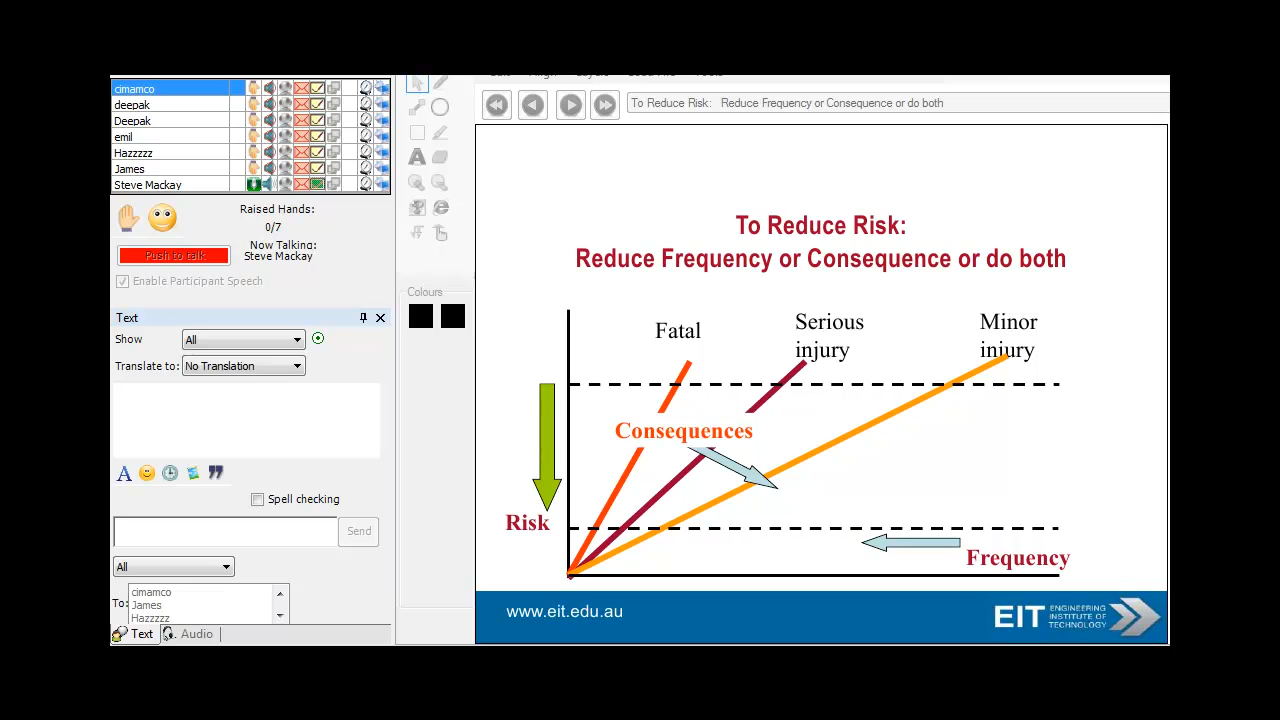 cimamco
deepak
Deepak
emil
Hazzzzz
James
Steve Mackay
Raised Hands:
0/7
Now Talking:
Steve Mackay
Push to talk
Enable Participant Speech
Text
Show
All
Translate to:
No Translation
Spell checking
Send
All
To:
cimamco
James
Hazzzzz
Text
Audio
Colours
To Reduce Risk: Reduce Frequency or Consequence or do both
To Reduce Risk:
Reduce Frequency or Consequence or do both
Fatal
Serious
injury
Minor
injury
Consequences
Risk
Frequency
www.eit.edu.au
EIT
ENGINEERING
INSTITUTE OF
TECHNOLOGY